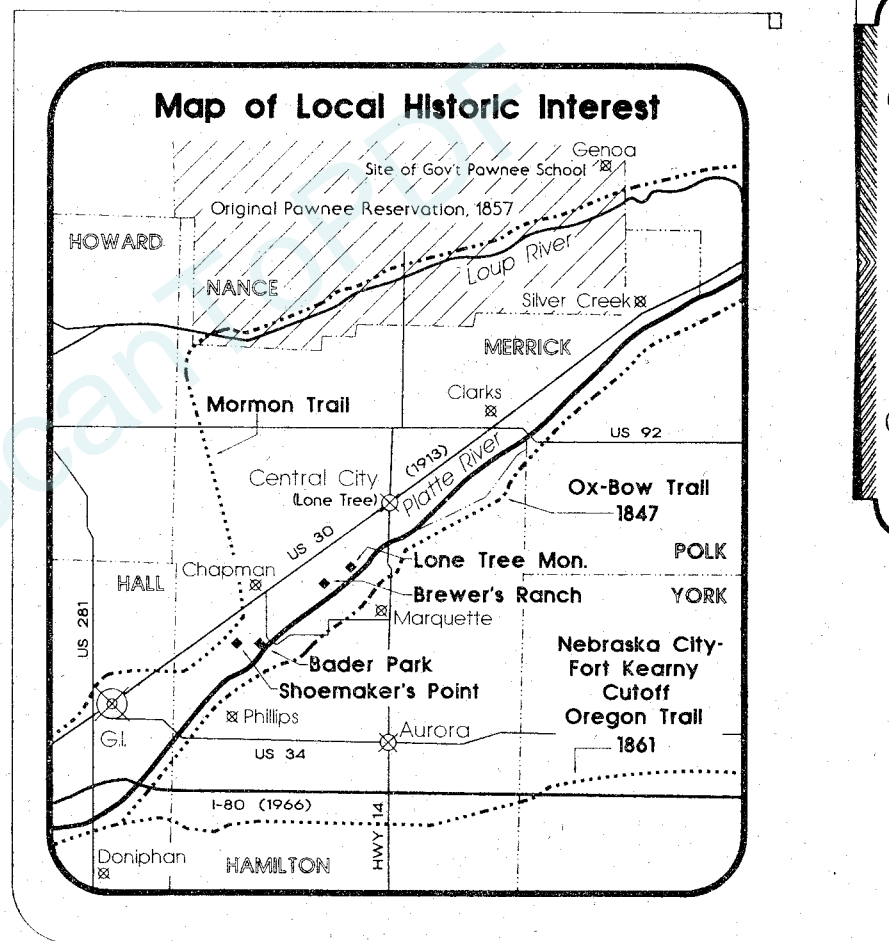 Map of Local Historic Interest
Genoa
Site of Gov't Pawnee School
Original Pawnee Reservation, 1857
HOWARD
Loup River
NANCE
Silver Creek
MERRICK
Clarks
Mormon Trail
US 92
(1913)
Platte River
Central City
(Lone Tree)
Ox-Bow Trail
1847
US 30
Lone Tree Mon.
POLK
Chapman
HALL
Brewer's Ranch
YORK
Marquette
US 281
Nebraska City-
Fort Kearny
Cutoff
Oregon Trail
1861
Bader Park
Shoemaker's Point
Phillips
Aurora
G.I.
US 34
I-80 (1966)
HWY 14
Doniphan
HAMILTON
ScanToPDF